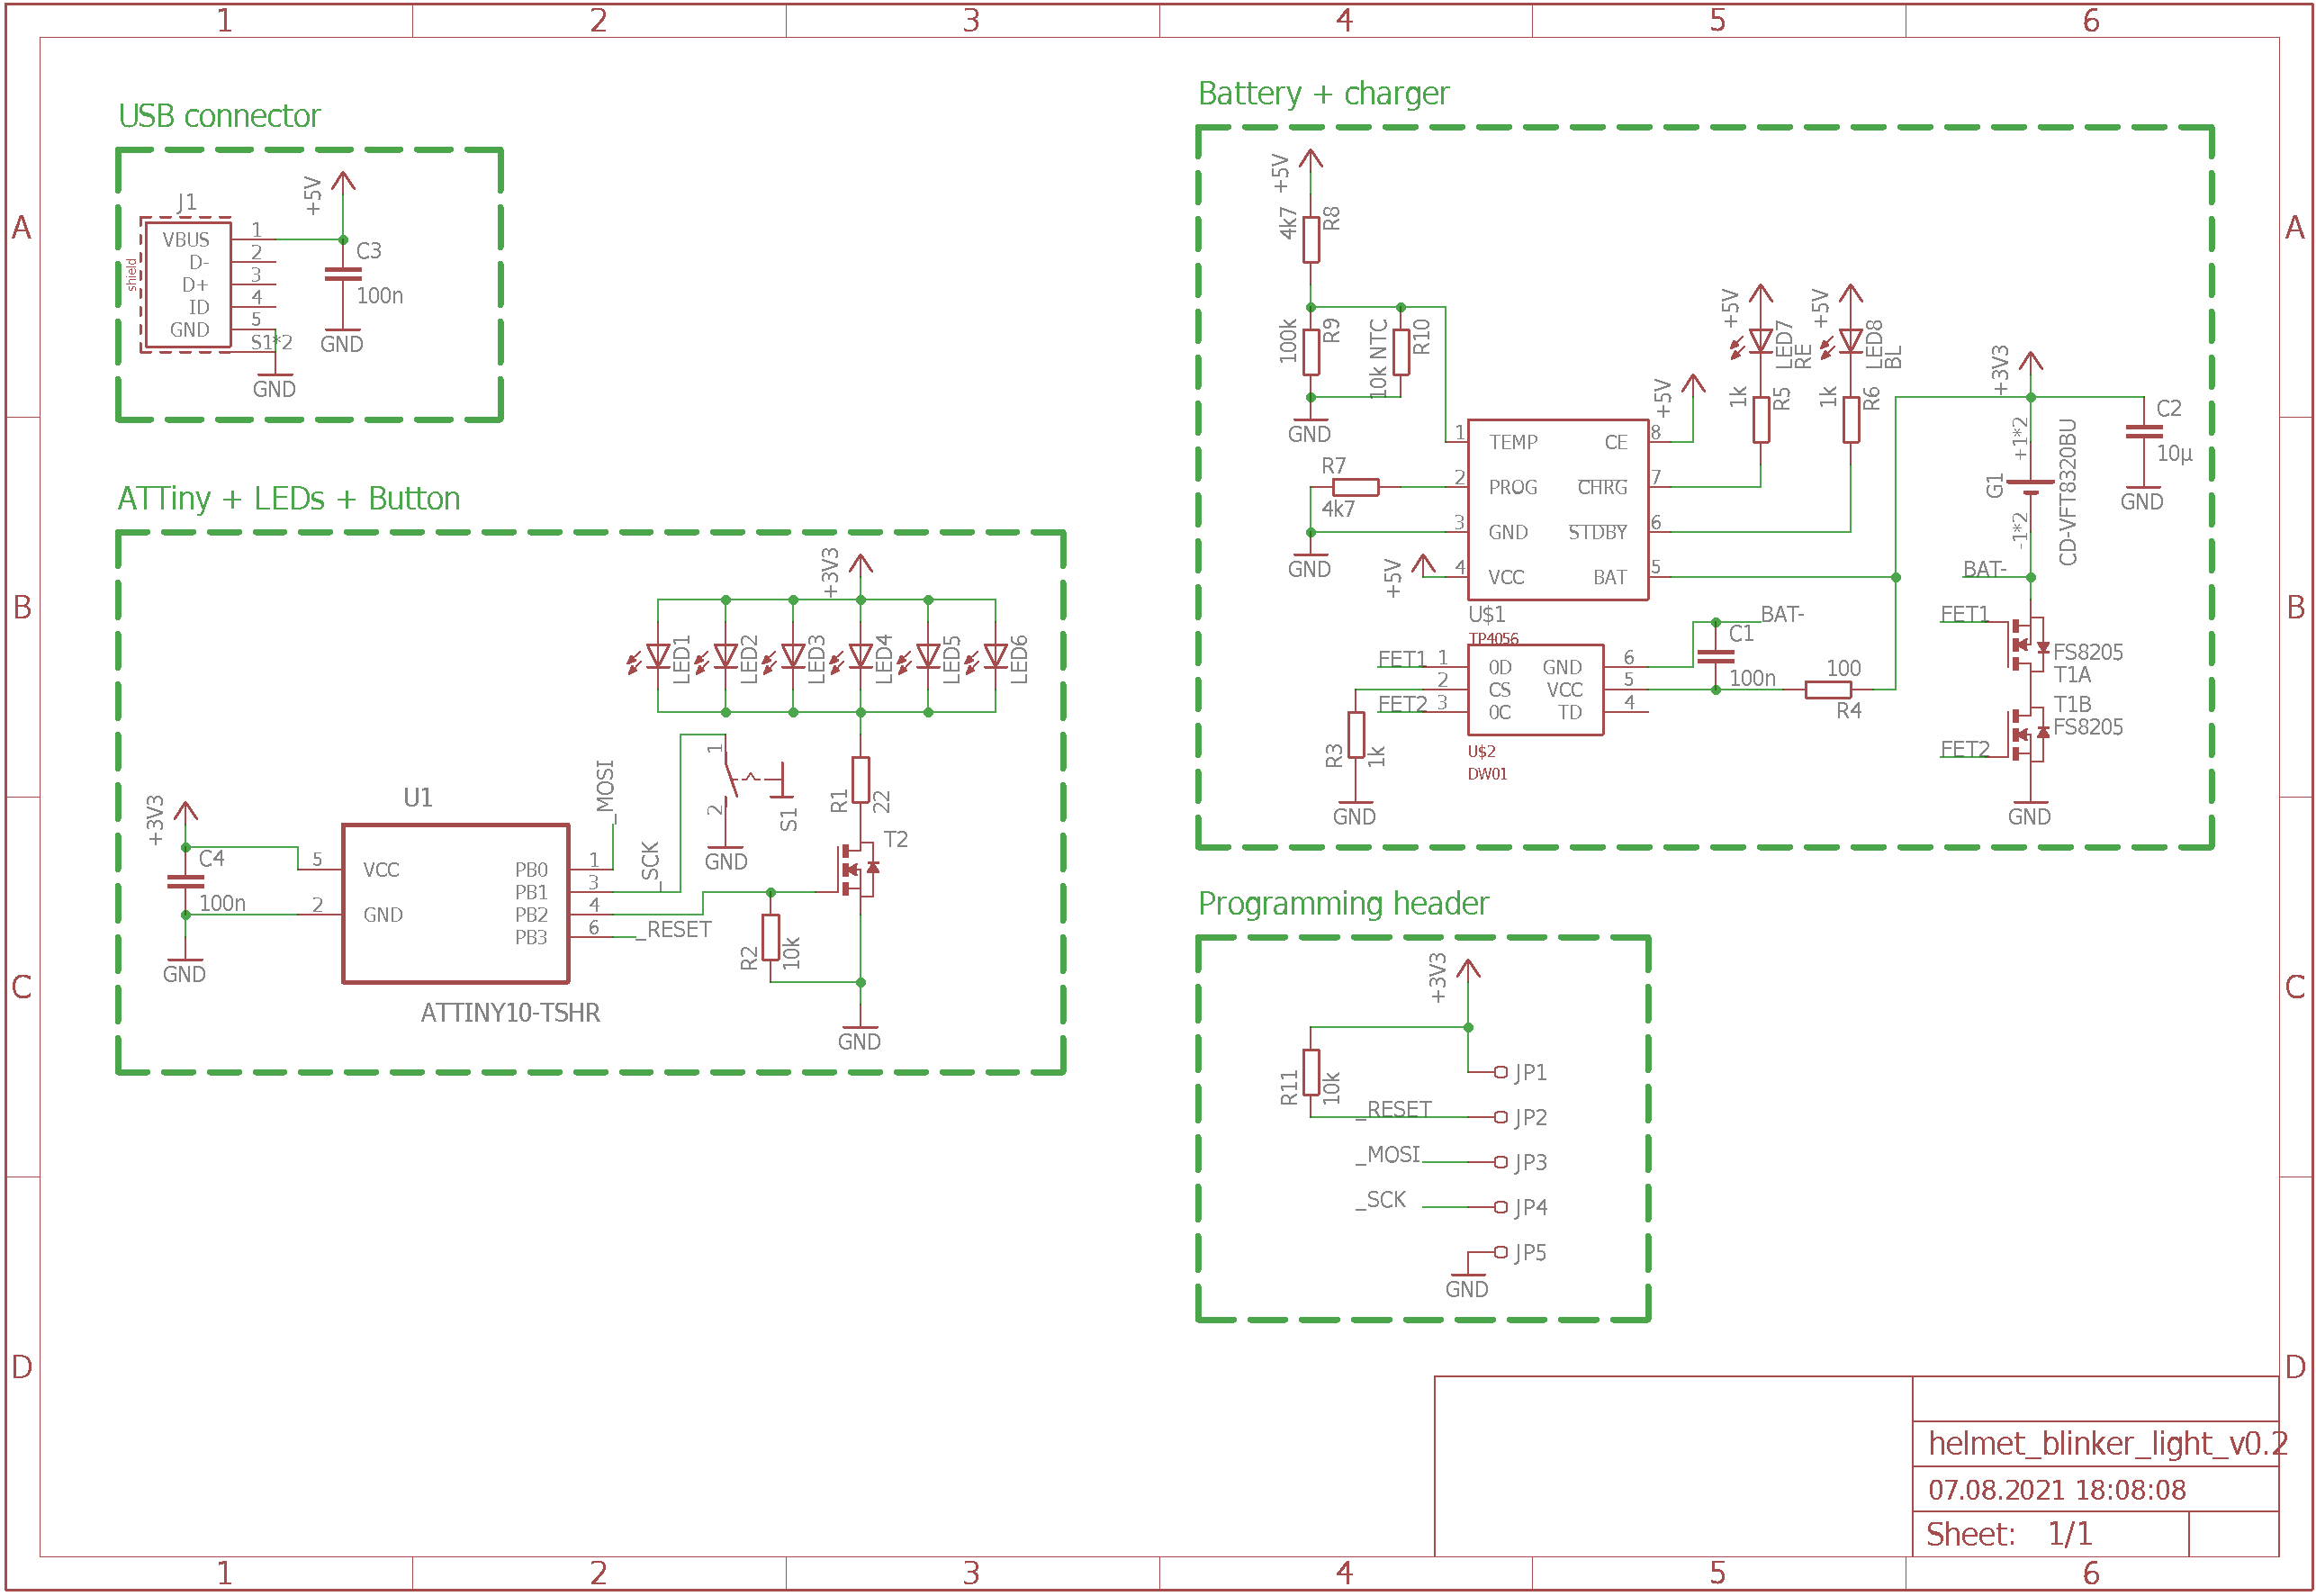 1 2 3 4 5 6
A
B
C
D
USB connector
J1
shield
VBUS 1
D- 2
D+ 3
ID 4
GND 5
S1*2
GND
+5V
C3
100n
GND
ATTiny + LEDs + Button
+3V3
LED1
LED2
LED3
LED4
LED5
LED6
_MOSI
_SCK
1
2
S1
GND
R1
22
T2
U1
+3V3
C4
100n
GND
5 VCC
2 GND
PB0 1
PB1 3
PB2 4
PB3 6
_RESET
R2
10k
GND
ATTINY10-TSHR
Battery + charger
+5V
4k7
R8
100k
R9
10k NTC
R10
GND
R7
4k7
GND
+5V
1 TEMP CE 8
2 PROG CHRG 7
3 GND STDBY 6
4 VCC BAT 5
U$1
TP4056
+5V
+5V
LED7
RE
1k
R5
+5V
LED8
BL
1k
R6
+3V3
+1*2
G1
-1*2
CD-VFT8320BU
C2
10µ
GND
BAT-
FET1
FS8205
T1A
T1B
FS8205
FET2
GND
BAT-
C1
100n
100
R4
FET1 1 0D GND 6
2 CS VCC 5
FET2 3 0C TD 4
U$2
DW01
R3
1k
GND
Programming header
+3V3
R11
10k
JP1
_RESET JP2
_MOSI JP3
_SCK JP4
JP5
GND
helmet_blinker_light_v0.2
07.08.2021 18:08:08
Sheet: 1/1
A
B
C
D
1 2 3 4 5 6